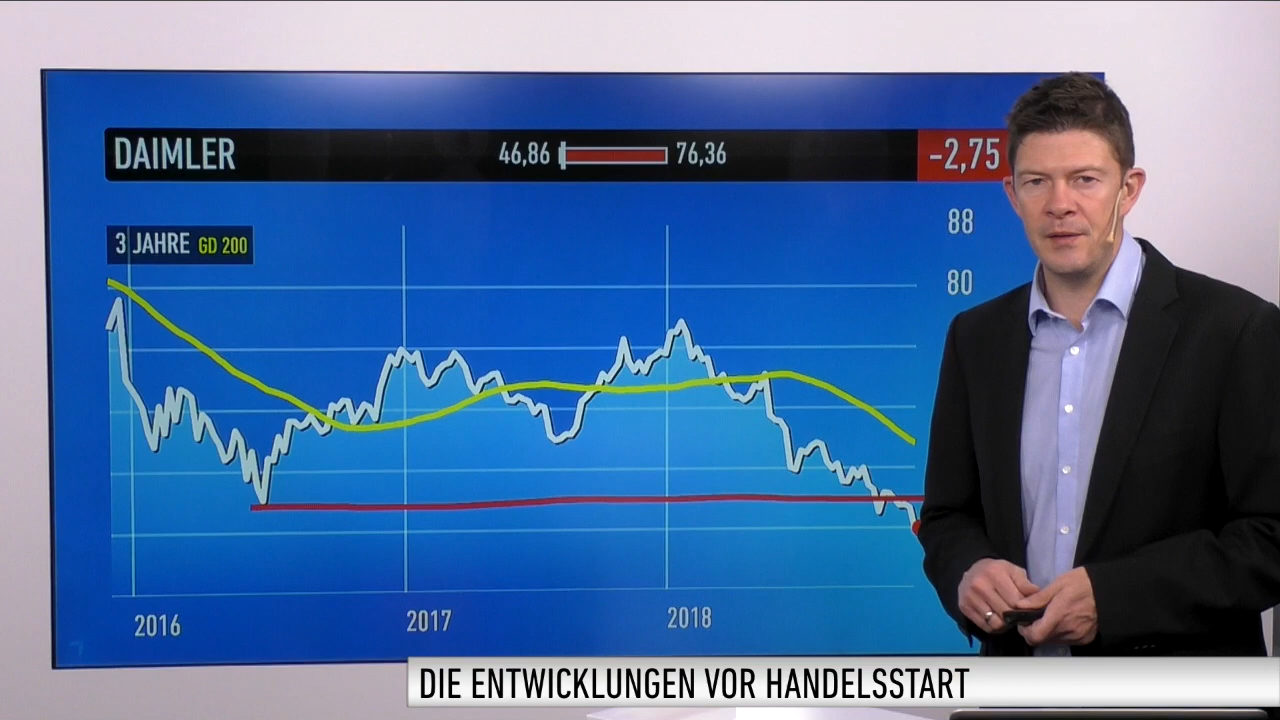 DAIMLER
46,86 76,36
-2,75
3 JAHRE GD 200
88
80
2016 2017 2018
DIE ENTWICKLUNGEN VOR HANDELSSTART